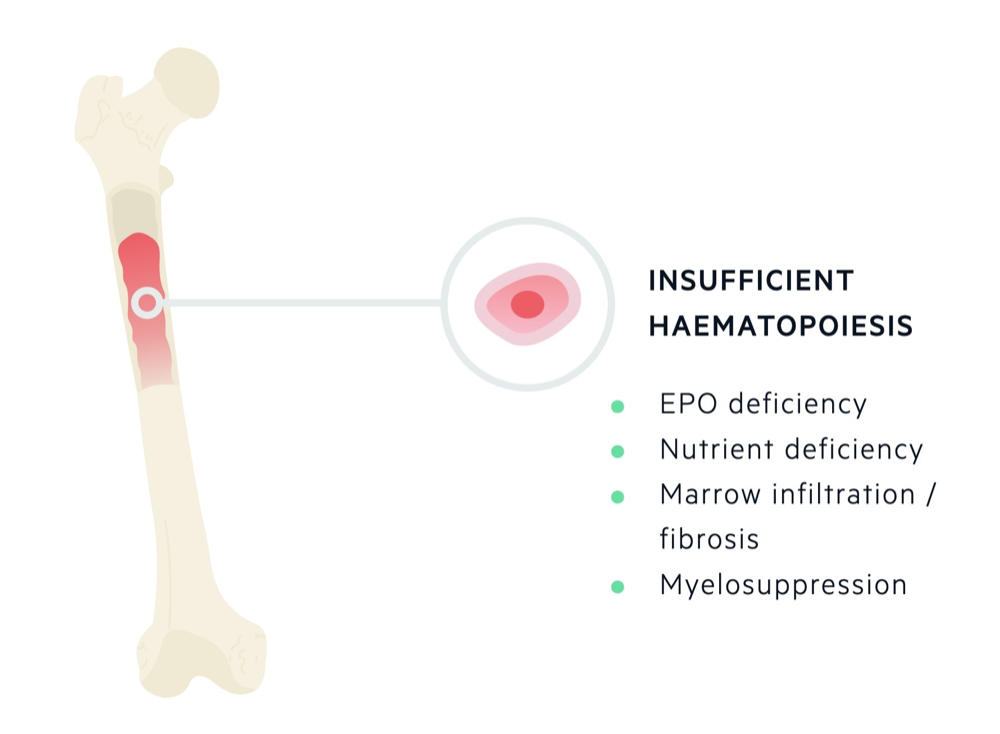 INSUFFICIENT
HAEMATOPOIESIS
EPO deficiency
Nutrient deficiency
Marrow infiltration /
fibrosis
Myelosuppression